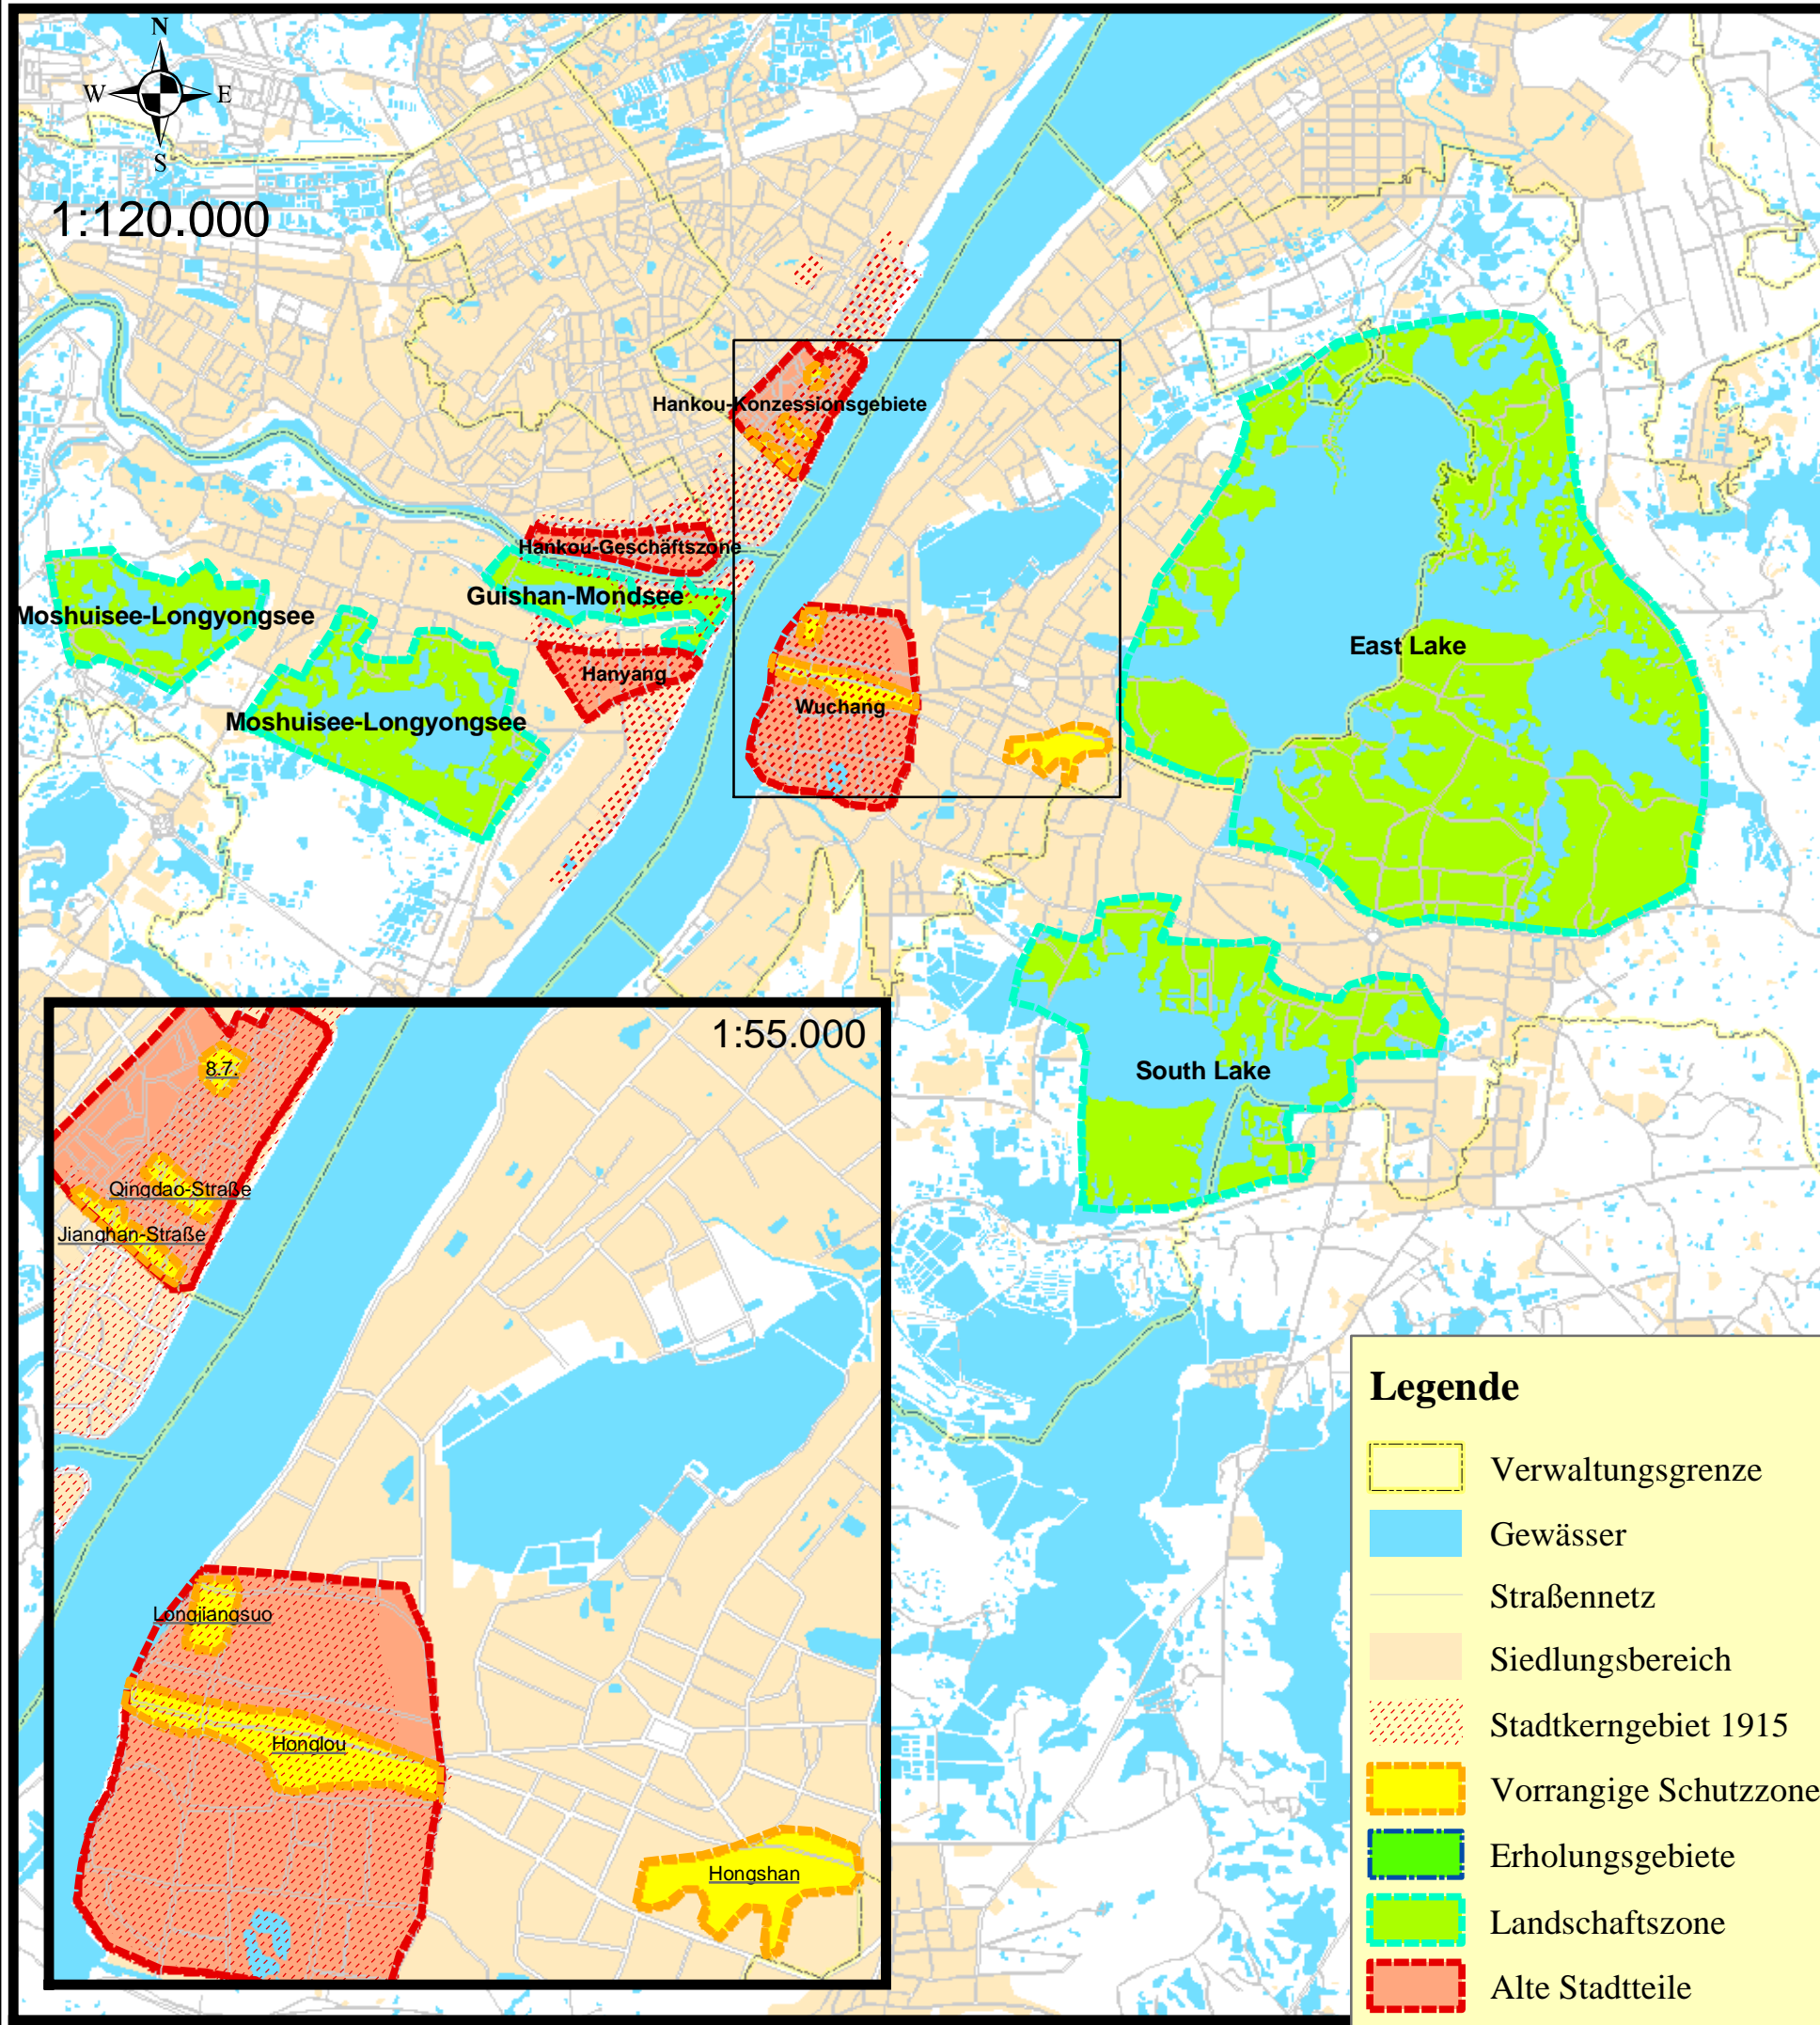 N
W E
S
1:120.000
Hankou-Konzessionsgebiete
Hankou-Geschäftszone
Guishan-Mondsee
Moshuisee-Longyongsee
East Lake
Hanyang
Wuchang
Moshuisee-Longyongsee
South Lake
1:55.000
8.7.
Qingdao-Straße
Jianghan-Straße
Longjiangsuo
Honglou
Hongshan
Legende
Verwaltungsgrenze
Gewässer
Straßennetz
Siedlungsbereich
Stadtkerngebiet 1915
Vorrangige Schutzzone
Erholungsgebiete
Landschaftszone
Alte Stadtteile